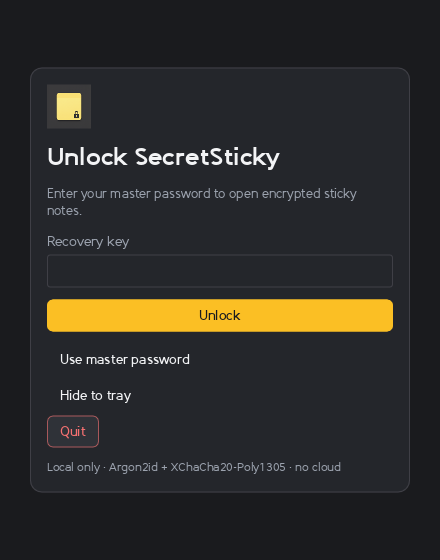 Unlock SecretSticky
Enter your master password to open encrypted sticky
notes.
Recovery key
Unlock
Use master password
Hide to tray
Quit
Local only · Argon2id + XChaCha20-Poly1305 · no cloud